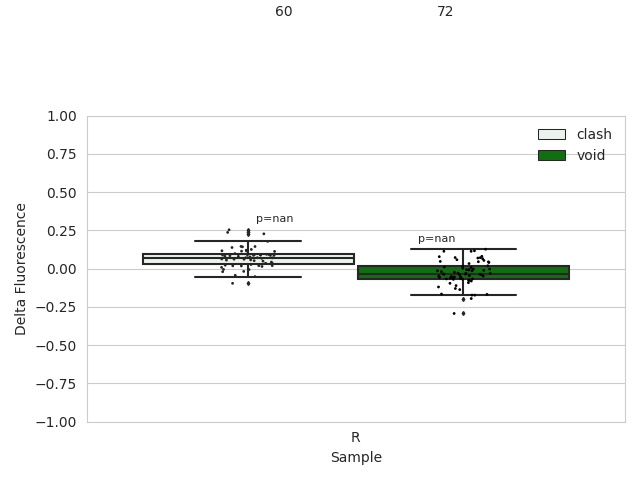 60 72
1.00
clash
0.75
void
0.50
p=nan
0.25
p=nan
0.00
−0.25
−0.50
−0.75
−1.00
Delta Fluorescence
R
Sample